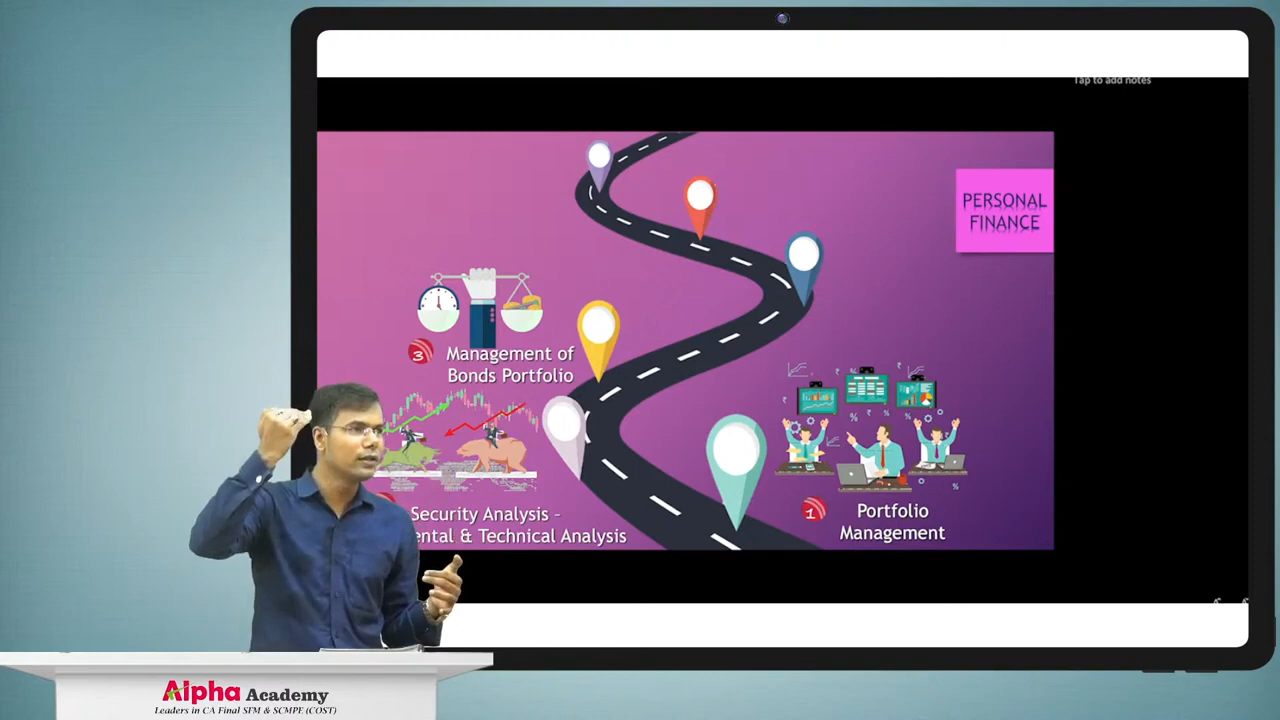 Tap to add notes
PERSONAL
FINANCE
3
Management of
Bonds Portfolio
Security Analysis –
& Technical Analysis
1
Portfolio
Management
Alpha Academy
Leaders in CA Final SFM & SCMPE (COST)